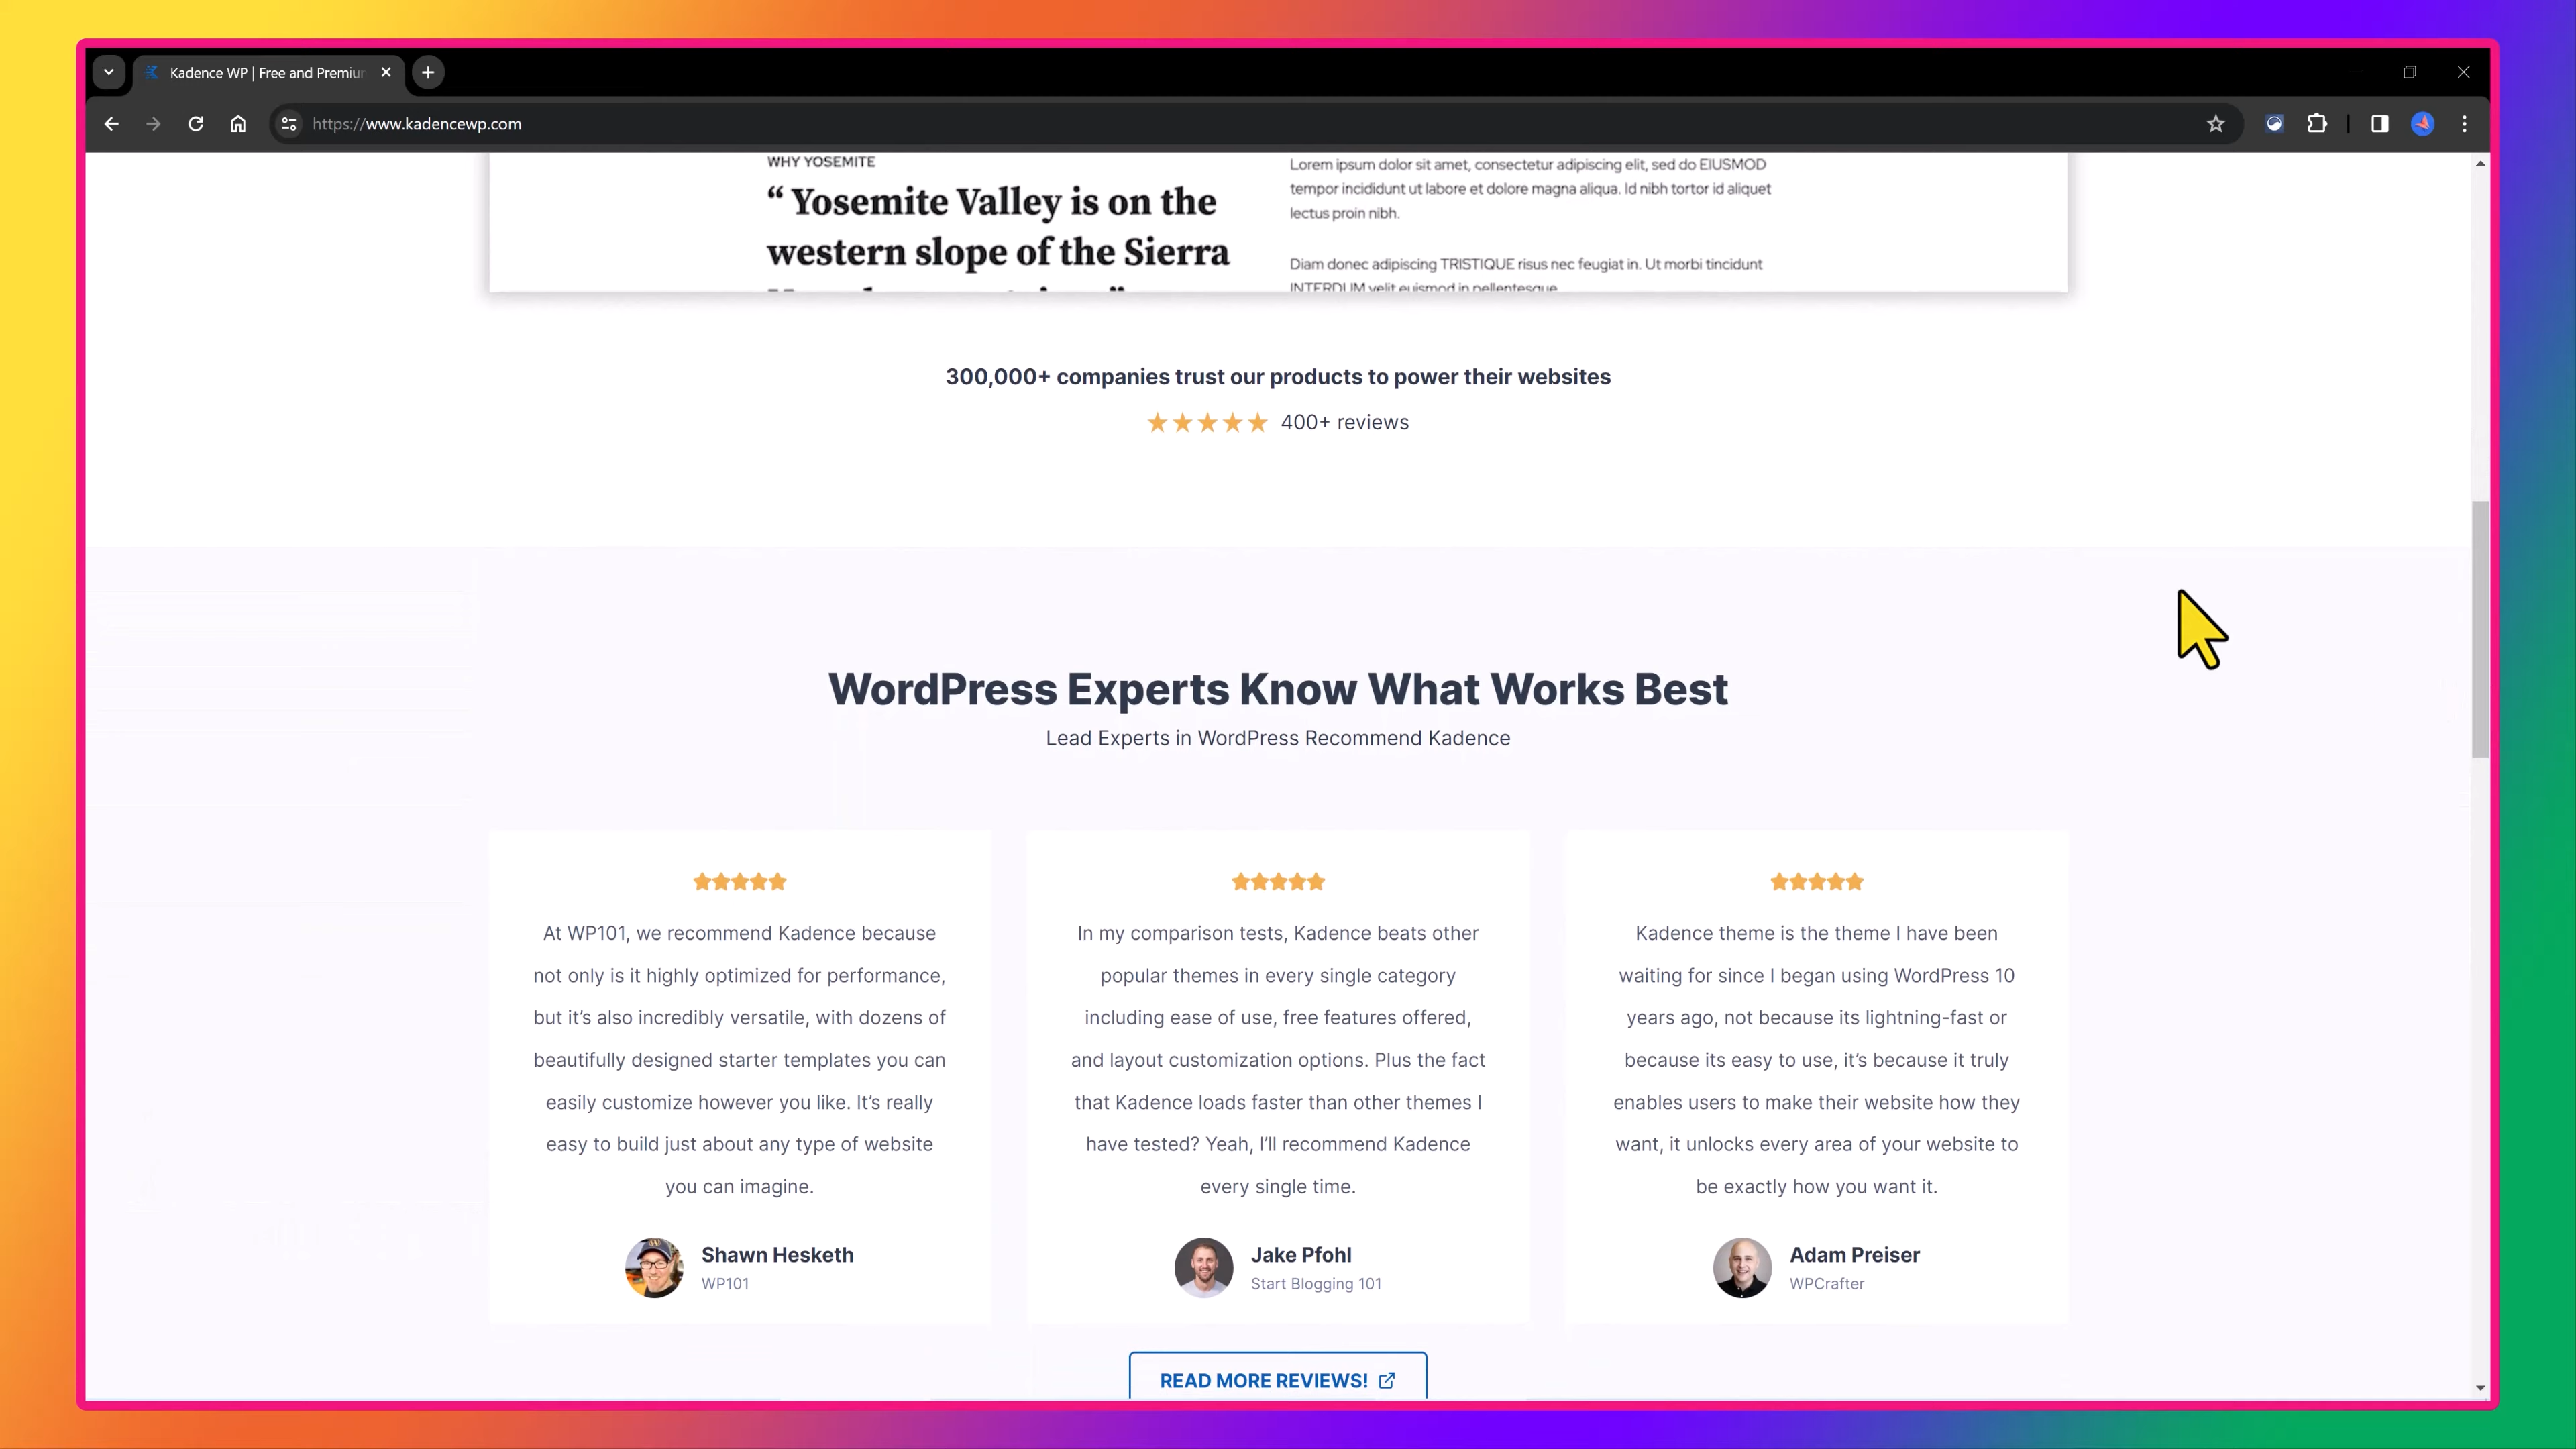 Kadence WP | Free and Premiu
https://www.kadencewp.com
WHY YOSEMITE
“ Yosemite Valley is on the
western slope of the Sierra
Lorem ipsum dolor sit amet, consectetur adipiscing elit, sed do EIUSMOD
tempor incididunt ut labore et dolore magna aliqua. Id nibh tortor id aliquet
lectus proin nibh.
Diam donec adipiscing TRISTIQUE risus nec feugiat in. Ut morbi tincidunt
INTERDUM velit euismod in pellentesque
300,000+ companies trust our products to power their websites
400+ reviews
WordPress Experts Know What Works Best
Lead Experts in WordPress Recommend Kadence
At WP101, we recommend Kadence because
not only is it highly optimized for performance,
but it’s also incredibly versatile, with dozens of
beautifully designed starter templates you can
easily customize however you like. It’s really
easy to build just about any type of website
you can imagine.
Shawn Hesketh
WP101
In my comparison tests, Kadence beats other
popular themes in every single category
including ease of use, free features offered,
and layout customization options. Plus the fact
that Kadence loads faster than other themes I
have tested? Yeah, I’ll recommend Kadence
every single time.
Jake Pfohl
Start Blogging 101
Kadence theme is the theme I have been
waiting for since I began using WordPress 10
years ago, not because its lightning-fast or
because its easy to use, it’s because it truly
enables users to make their website how they
want, it unlocks every area of your website to
be exactly how you want it.
Adam Preiser
WPCrafter
READ MORE REVIEWS!